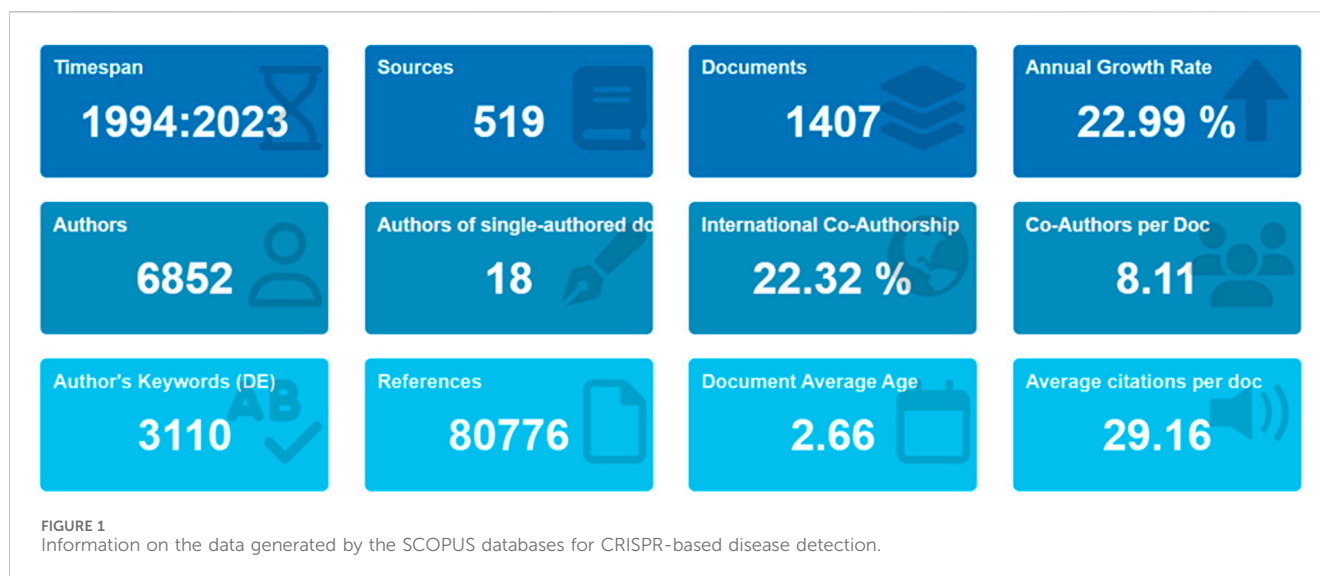 Timespan
1994:2023
Sources
519
Documents
1407
Annual Growth Rate
22.99 %
Authors
6852
Authors of single-authored do
18
International Co-Authorship
22.32 %
Co-Authors per Doc
8.11
Author's Keywords (DE)
3110
AB
References
80776
Document Average Age
2.66
Average citations per doc
29.16
FIGURE 1
Information on the data generated by the SCOPUS databases for CRISPR-based disease detection.